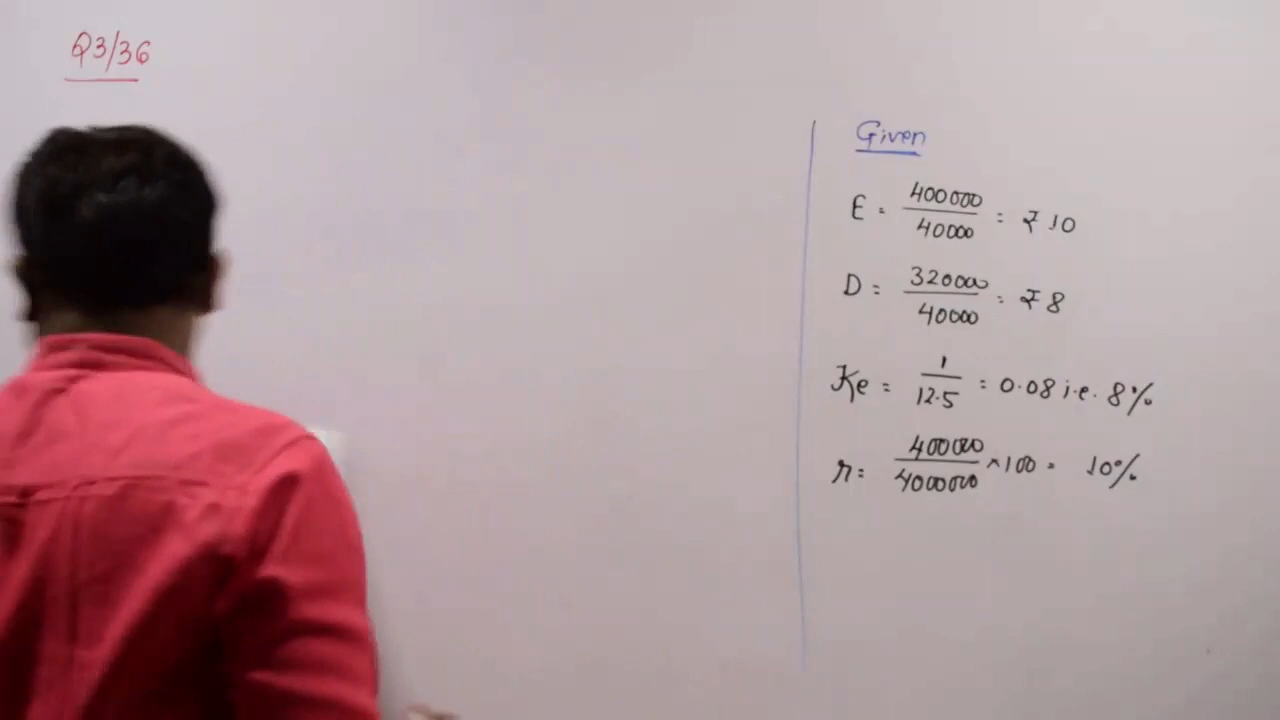 Q3/36
Given
E = 400000/40000 = ₹ 10
D = 320000/40000 = ₹ 8
Ke = 1/12.5 = 0.08 i.e. 8%
r = 400000/4000000 × 100 = 10%